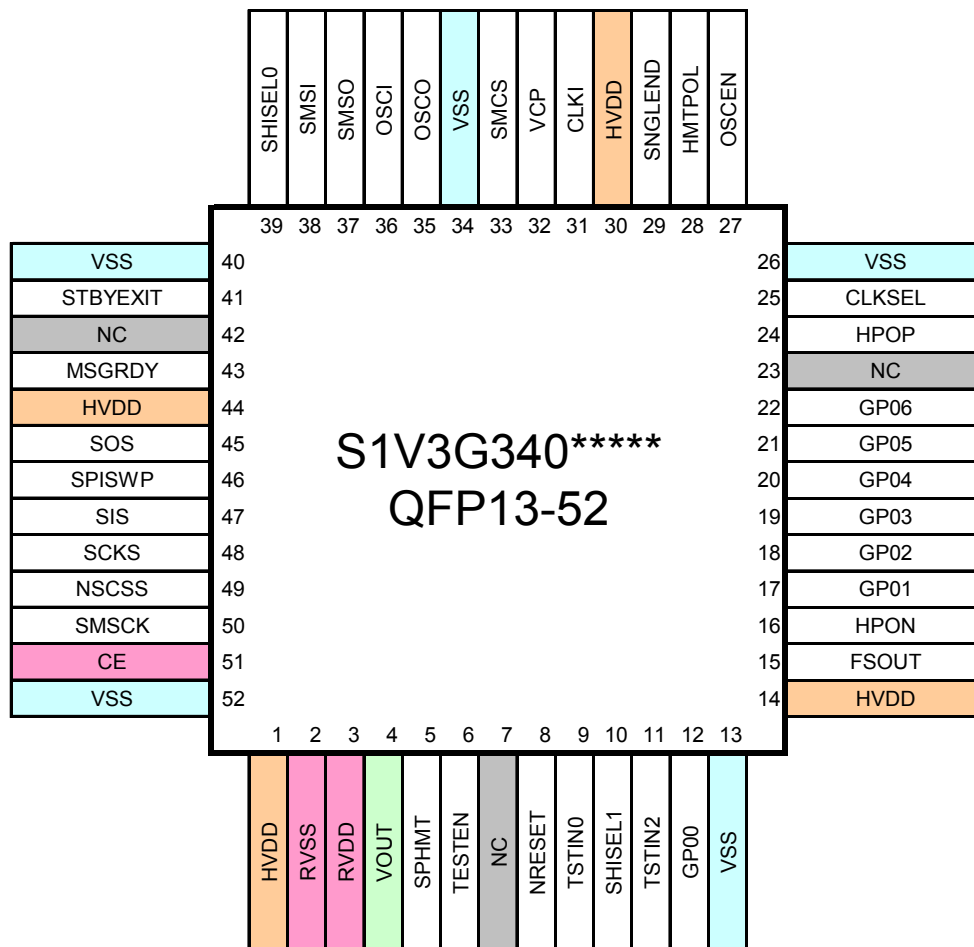 SHISEL0 SMSI SMSO OSCI OSCO VSS SMCS VCP CLKI HVDD SNGLEND HMTPOL OSCEN
39 38 37 36 35 34 33 32 31 30 29 28 27
VSS 40 26 VSS
STBYEXIT 41 25 CLKSEL
NC 42 24 HPOP
MSGRDY 43 23 NC
HVDD 44 22 GP06
SOS 45 21 GP05
SPISWP 46 20 GP04
SIS 47 19 GP03
SCKS 48 18 GP02
NSCSS 49 17 GP01
SMSCK 50 16 HPON
CE 51 15 FSOUT
VSS 52 14 HVDD
S1V3G340*****
QFP13-52
1 2 3 4 5 6 7 8 9 10 11 12 13
HVDD RVSS RVDD VOUT SPHMT TESTEN NC NRESET TSTIN0 SHISEL1 TSTIN2 GP00 VSS